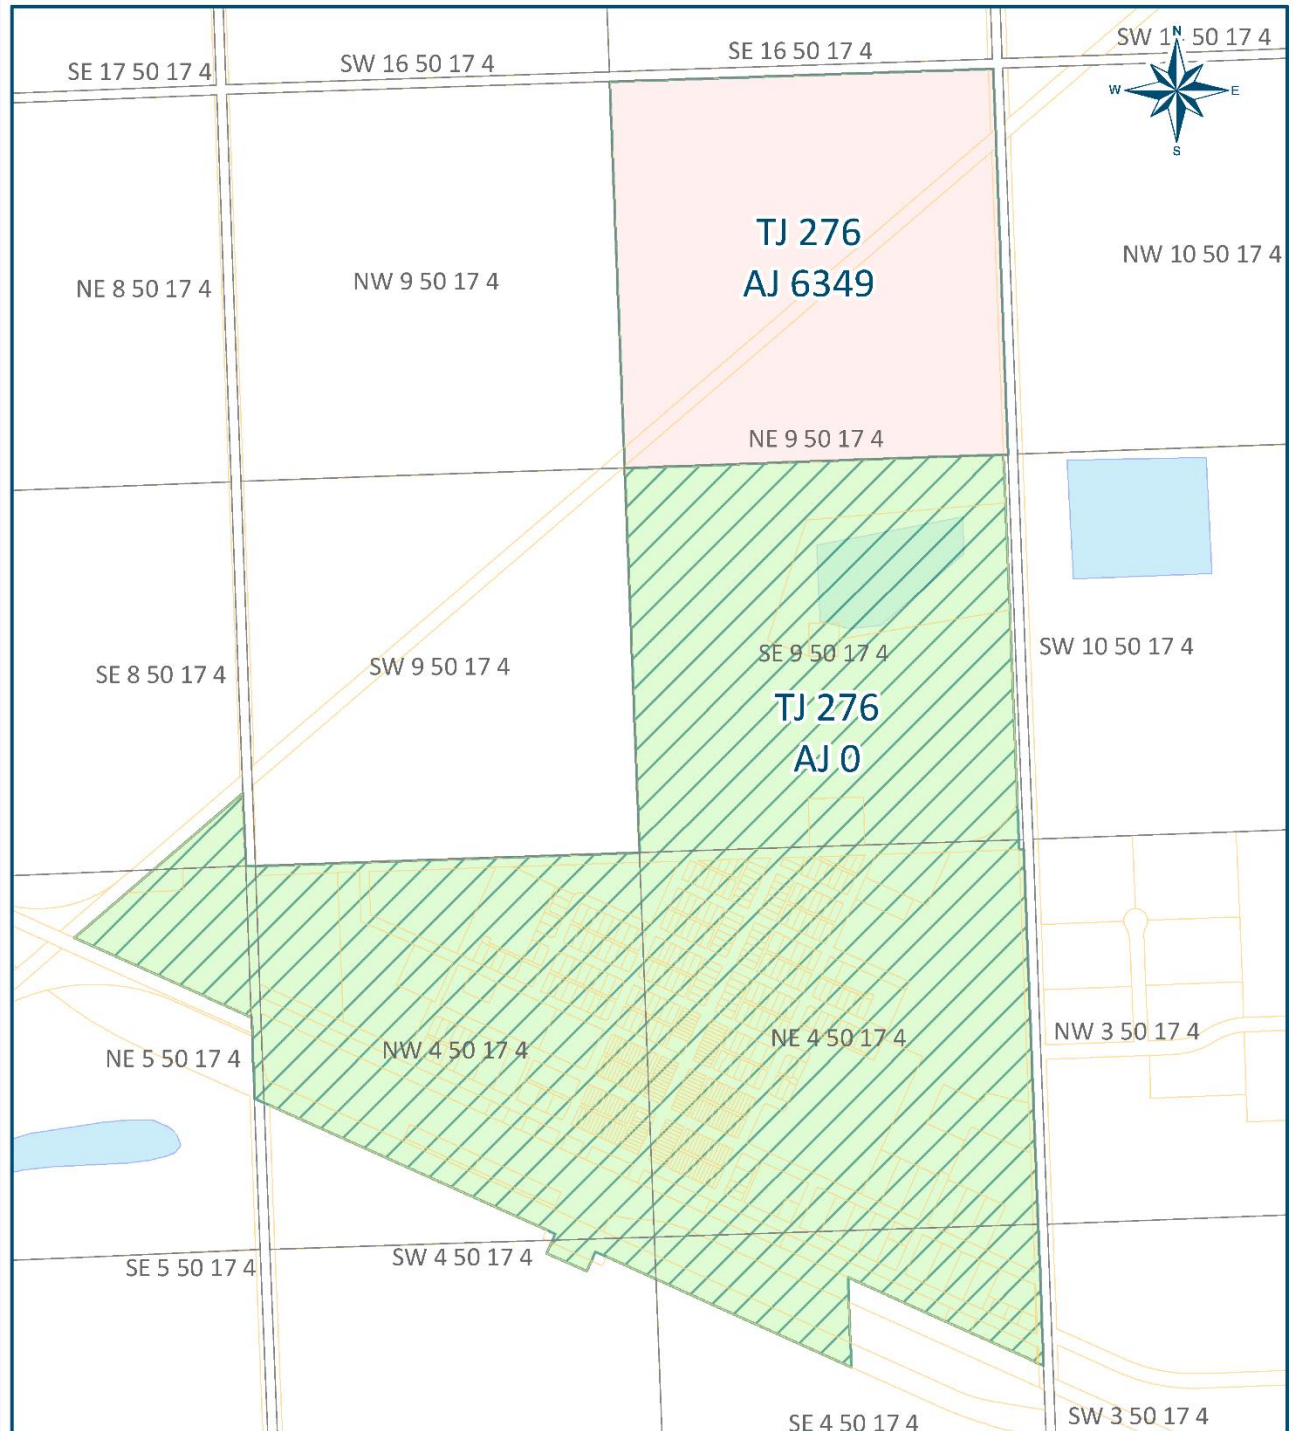 SE 17 50 17 4
SW 16 50 17 4
SE 16 50 17 4
50 17 4
N
W
E
S
NE 8 50 17 4
NW 9 50 17 4
TJ 276
AJ 6349
NW 10 50 17 4
NE 9 50 17 4
SE 8 50 17 4
SW 9 50 17 4
SE 9 50 17 4
SW 10 50 17 4
TJ 276
AJ 0
NE 5 50 17 4
NW 4 50 17 4
NE 4 50 17 4
NW 3 50 17 4
SE 5 50 17 4
SW 4 50 17 4
SE 4 50 17 4
SW 3 50 17 4